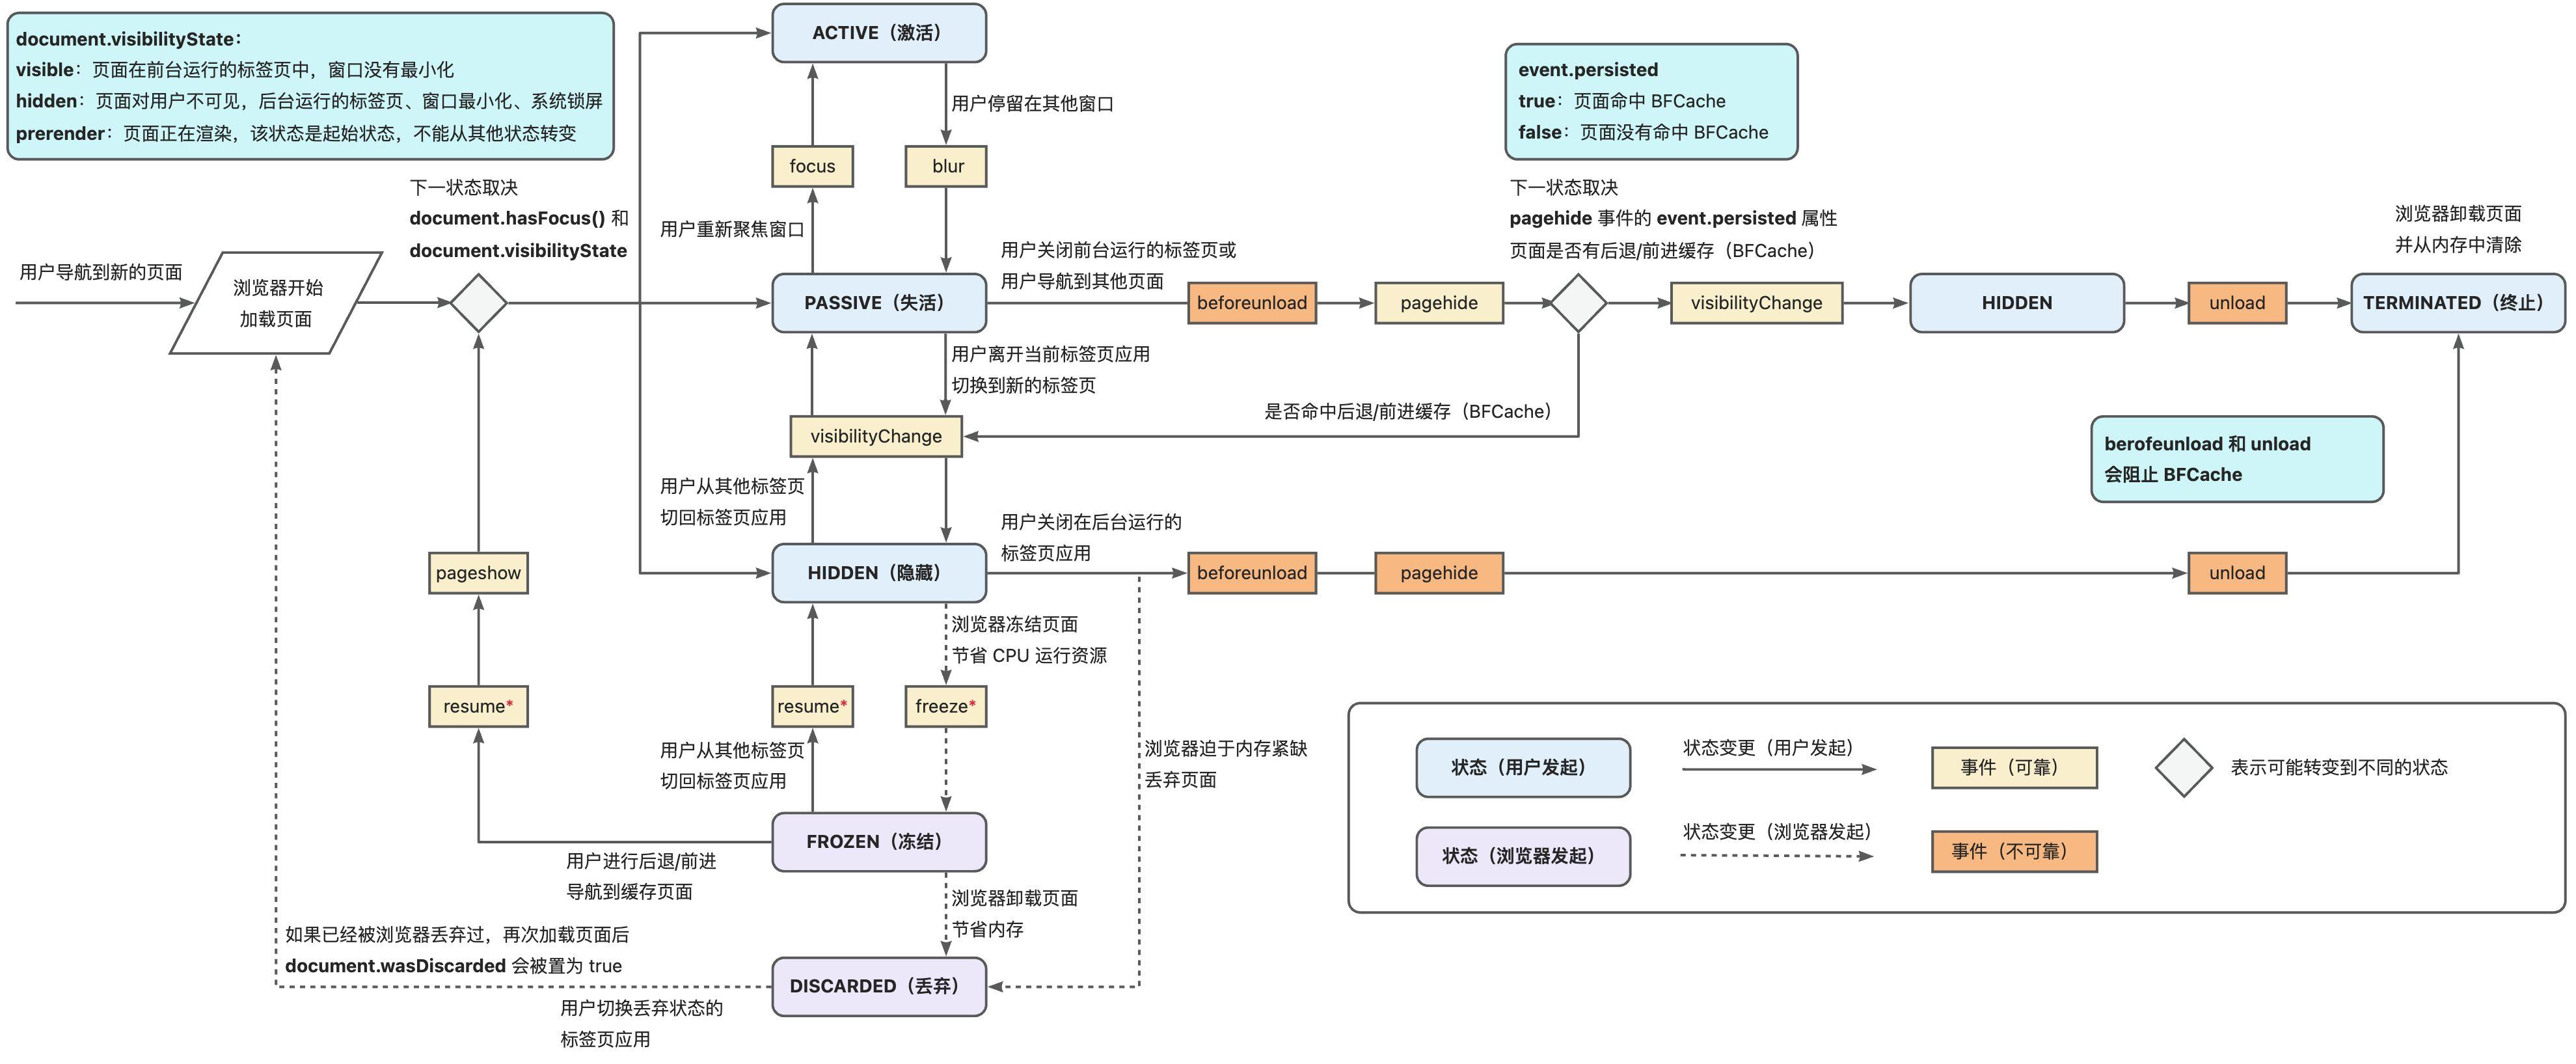 document.visibilityState：
visible：页面在前台运行的标签页中，窗口没有最小化
hidden：页面对用户不可见，后台运行的标签页、窗口最小化、系统锁屏
prerender：页面正在渲染，该状态是起始状态，不能从其他状态转变
ACTIVE（激活）
用户停留在其他窗口
focus
blur
用户重新聚焦窗口
event.persisted
true：页面命中 BFCache
false：页面没有命中 BFCache
下一状态取决
document.hasFocus() 和
document.visibilityState
下一状态取决
pagehide 事件的 event.persisted 属性
页面是否有后退/前进缓存（BFCache）
浏览器卸载页面
并从内存中清除
用户导航到新的页面
浏览器开始
加载页面
PASSIVE（失活）
用户关闭前台运行的标签页或
用户导航到其他页面
beforeunload
pagehide
visibilityChange
HIDDEN
unload
TERMINATED（终止）
用户离开当前标签页应用
切换到新的标签页
是否命中后退/前进缓存（BFCache）
visibilityChange
berofeunload 和 unload
会阻止 BFCache
用户从其他标签页
切回标签页应用
用户关闭在后台运行的
标签页应用
pageshow
HIDDEN（隐藏）
beforeunload
pagehide
unload
浏览器冻结页面
节省 CPU 运行资源
resume*
resume*
freeze*
用户从其他标签页
切回标签页应用
浏览器迫于内存紧缺
丢弃页面
FROZEN（冻结）
用户进行后退/前进
导航到缓存页面
浏览器卸载页面
节省内存
如果已经被浏览器丢弃过，再次加载页面后
document.wasDiscarded 会被置为 true
DISCARDED（丢弃）
用户切换丢弃状态的
标签页应用
状态（用户发起）
状态变更（用户发起）
事件（可靠）
表示可能转变到不同的状态
状态（浏览器发起）
状态变更（浏览器发起）
事件（不可靠）